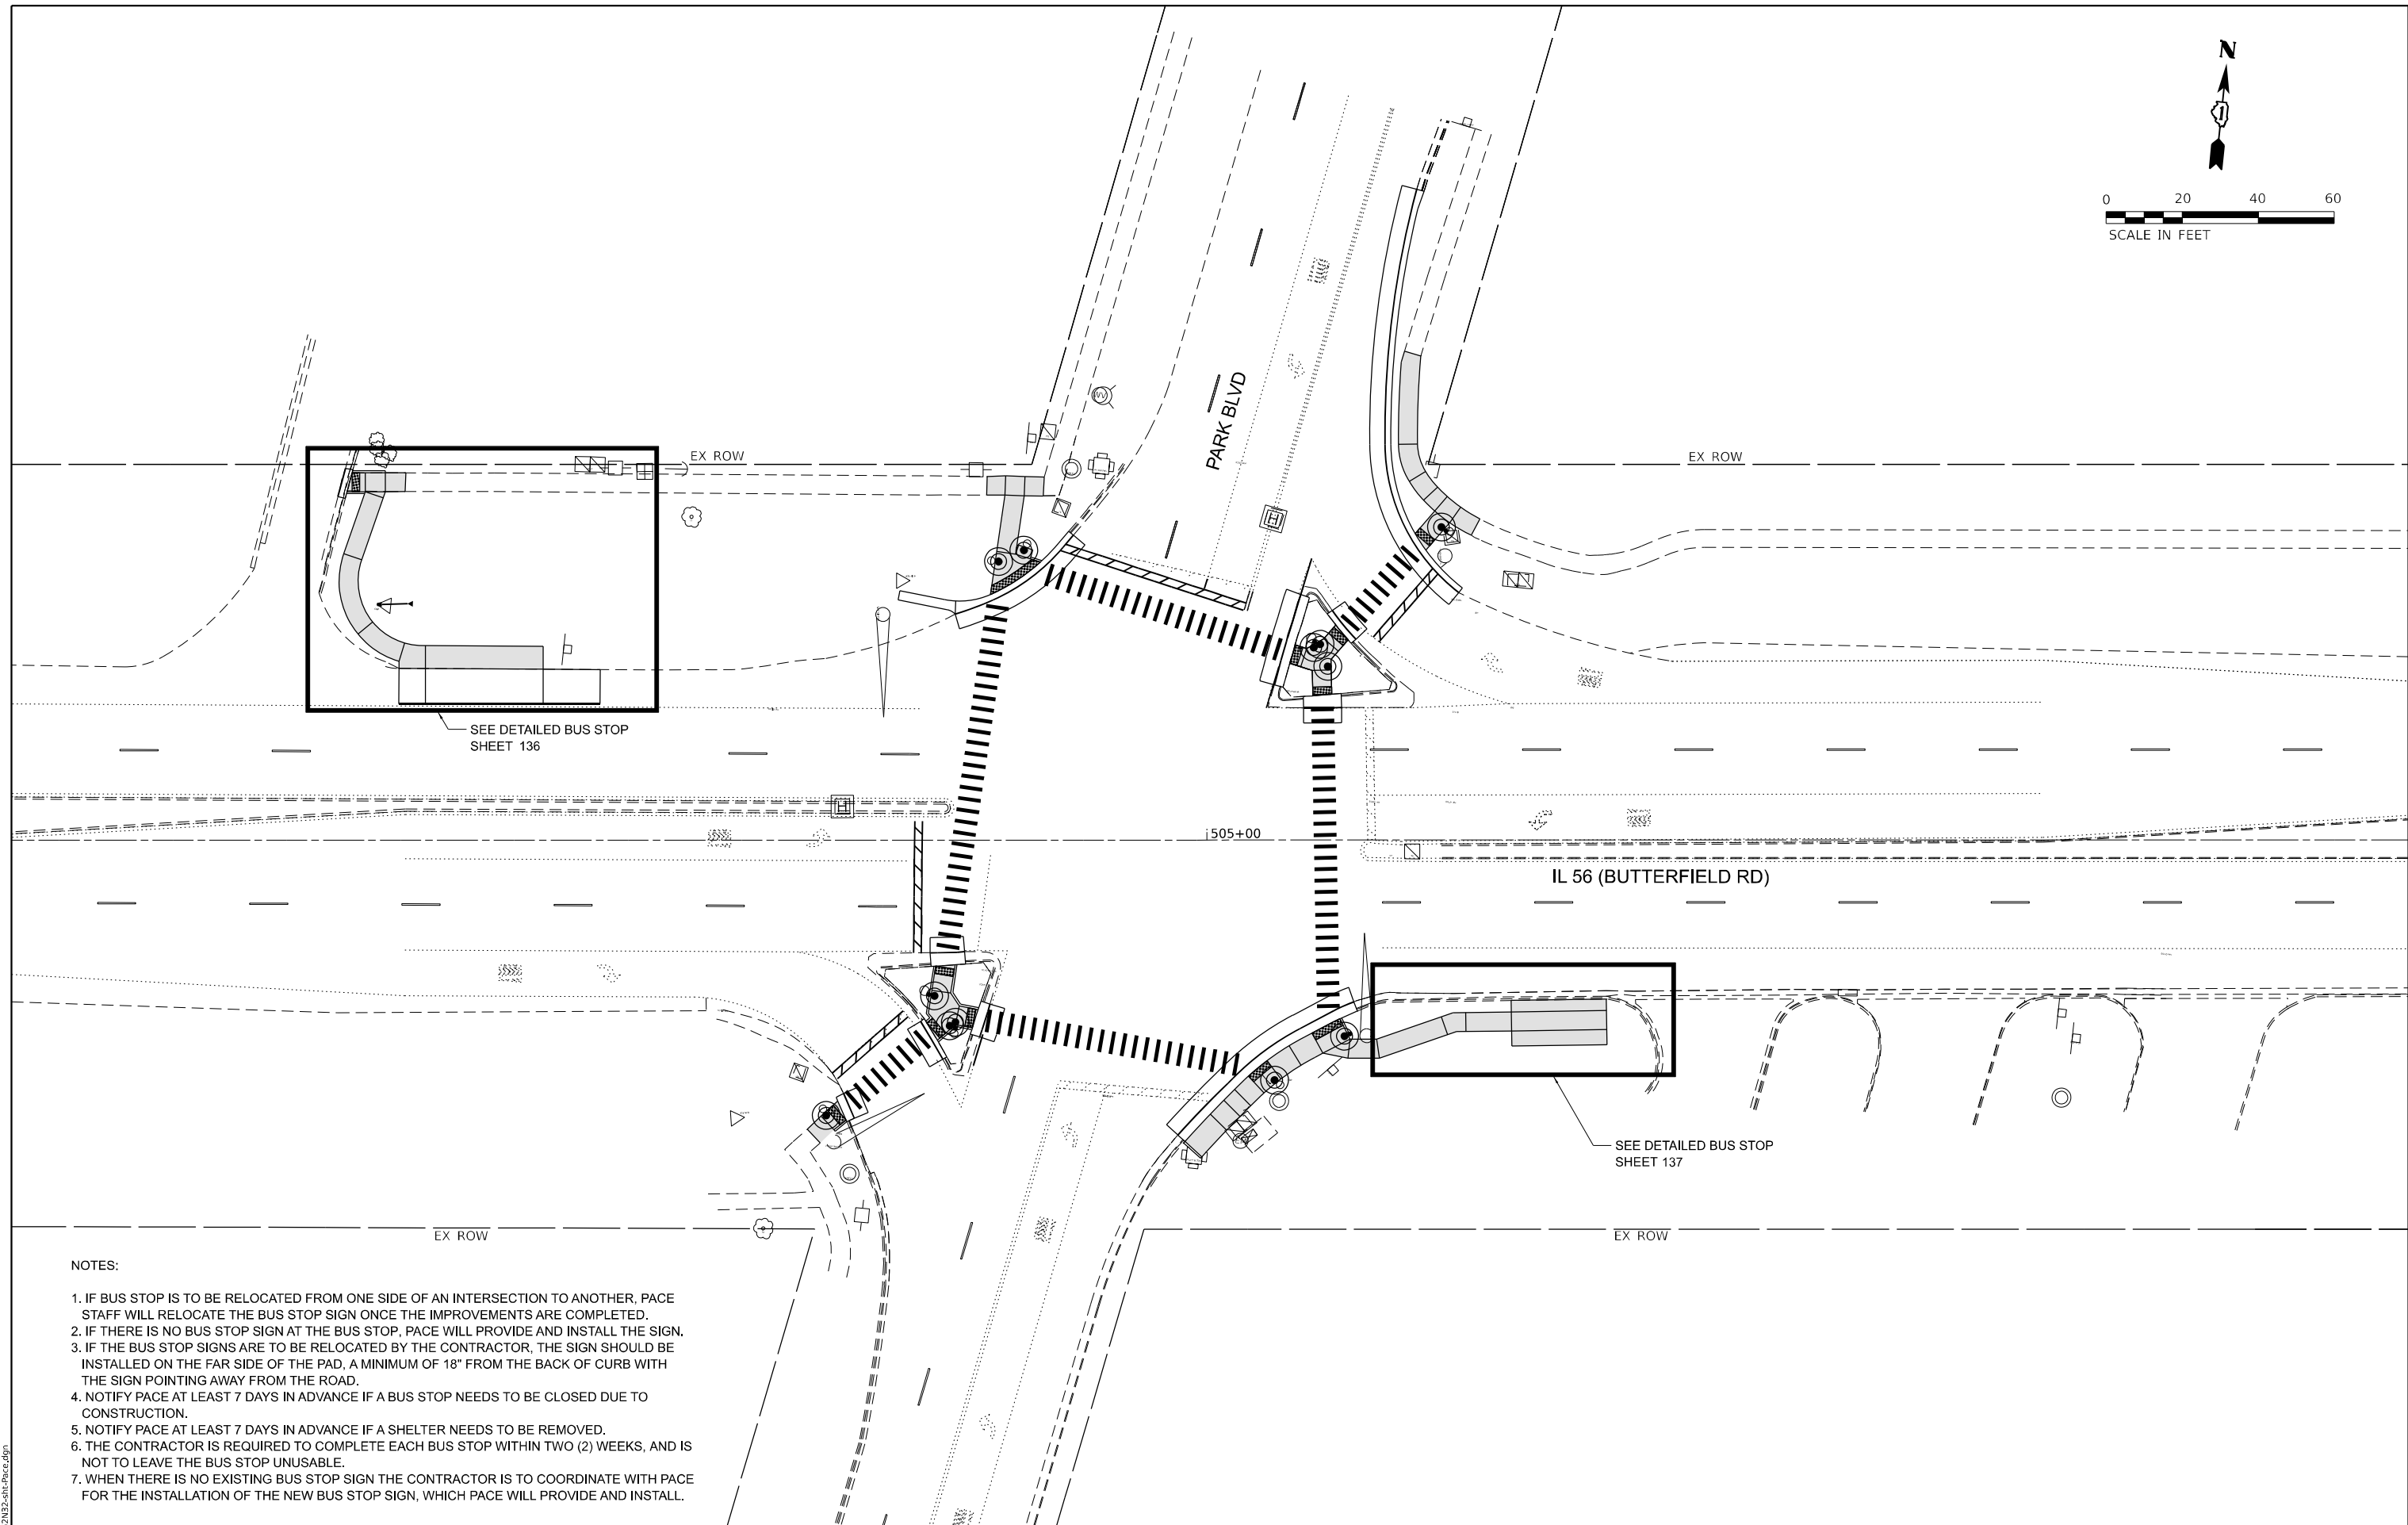 N
0 20 40 60
SCALE IN FEET
PARK BLVD
EX ROW
EX ROW
SEE DETAILED BUS STOP
SHEET 136
505+00
IL 56 (BUTTERFIELD RD)
SEE DETAILED BUS STOP
SHEET 137
EX ROW
EX ROW
NOTES:
1. IF BUS STOP IS TO BE RELOCATED FROM ONE SIDE OF AN INTERSECTION TO ANOTHER, PACE
STAFF WILL RELOCATE THE BUS STOP SIGN ONCE THE IMPROVEMENTS ARE COMPLETED.
2. IF THERE IS NO BUS STOP SIGN AT THE BUS STOP, PACE WILL PROVIDE AND INSTALL THE SIGN.
3. IF THE BUS STOP SIGNS ARE TO BE RELOCATED BY THE CONTRACTOR, THE SIGN SHOULD BE
INSTALLED ON THE FAR SIDE OF THE PAD, A MINIMUM OF 18" FROM THE BACK OF CURB WITH
THE SIGN POINTING AWAY FROM THE ROAD.
4. NOTIFY PACE AT LEAST 7 DAYS IN ADVANCE IF A BUS STOP NEEDS TO BE CLOSED DUE TO
CONSTRUCTION.
5. NOTIFY PACE AT LEAST 7 DAYS IN ADVANCE IF A SHELTER NEEDS TO BE REMOVED.
6. THE CONTRACTOR IS REQUIRED TO COMPLETE EACH BUS STOP WITHIN TWO (2) WEEKS, AND IS
NOT TO LEAVE THE BUS STOP UNUSABLE.
7. WHEN THERE IS NO EXISTING BUS STOP SIGN THE CONTRACTOR IS TO COORDINATE WITH PACE
FOR THE INSTALLATION OF THE NEW BUS STOP SIGN, WHICH PACE WILL PROVIDE AND INSTALL.
2N32-sht-Pace.dgn